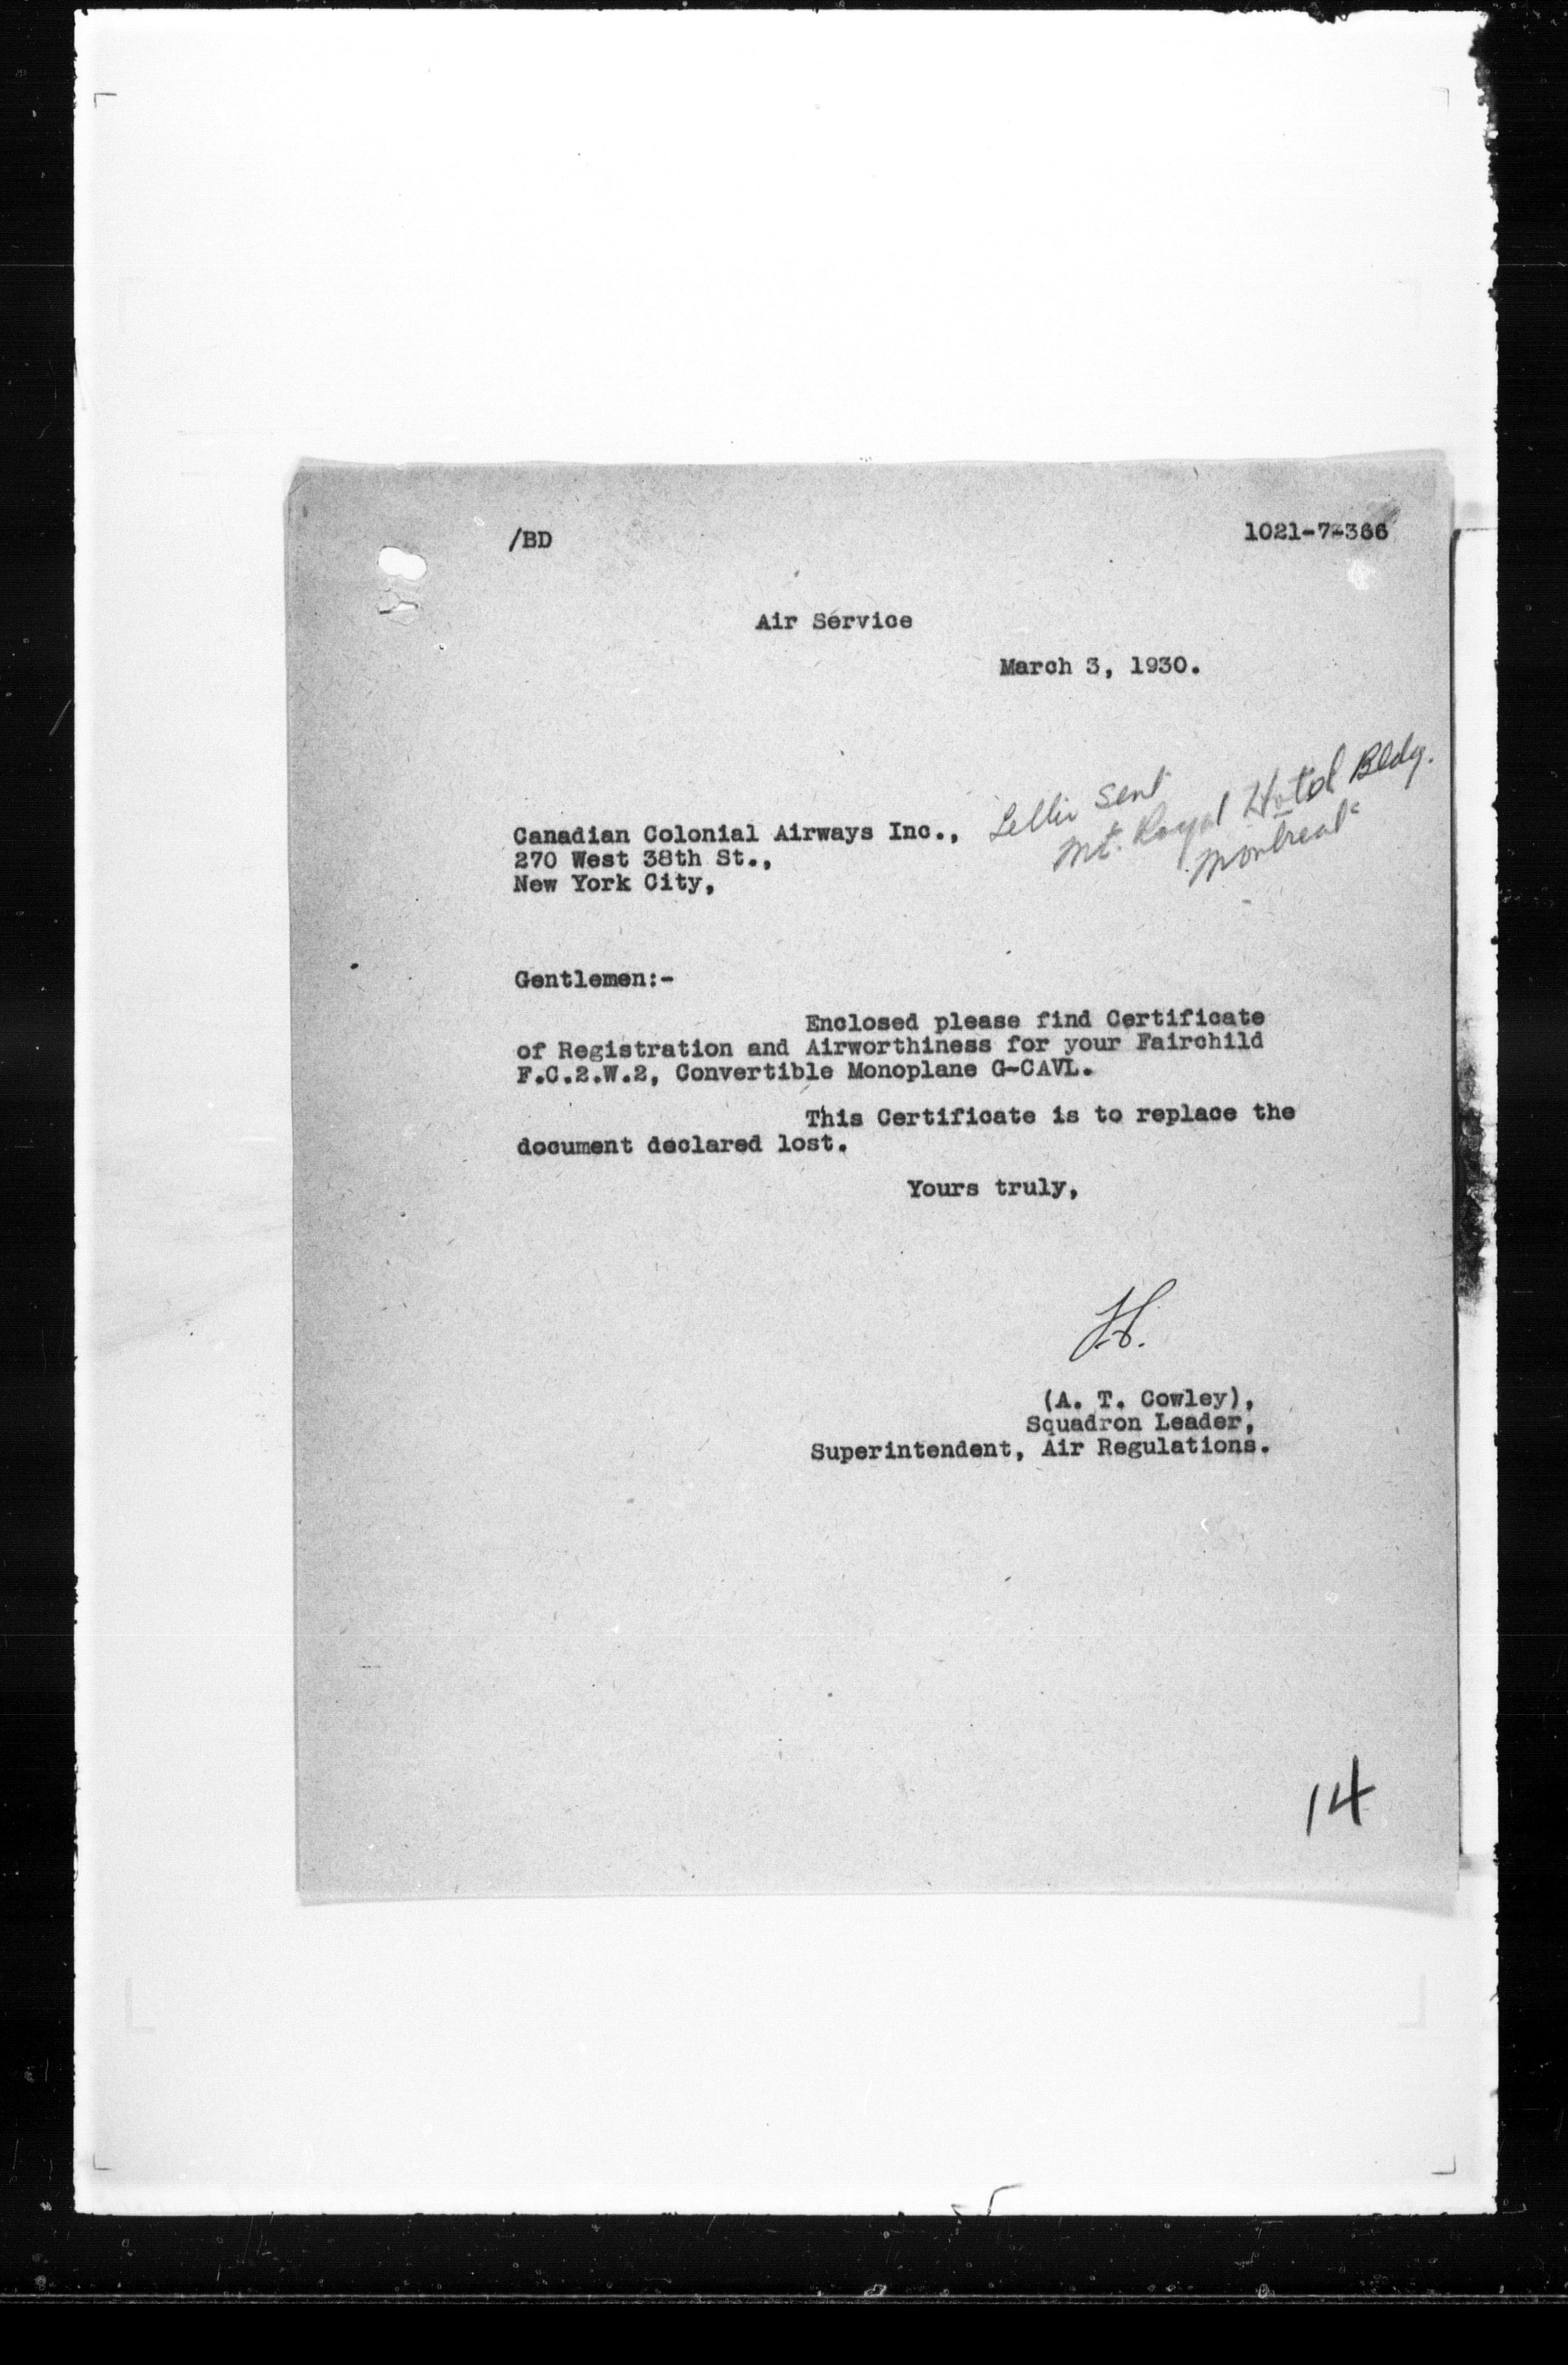 /BD
1021-7-366
Air Service
March 3, 1930.
Letter Sent
Mt. Royal Hotel Bldg.
Montreal
Canadian Colonial Airways Inc.,
270 West 38th St.,
New York City,
Gentlemen:-
Enclosed please find Certificate
of Registration and Airworthiness for your Fairchild
F.C.2.W.2, Convertible Monoplane G-CAVL.
This Certificate is to replace the
document declared lost.
Yours truly,
(A. T. Cowley),
Squadron Leader,
Superintendent, Air Regulations.
14